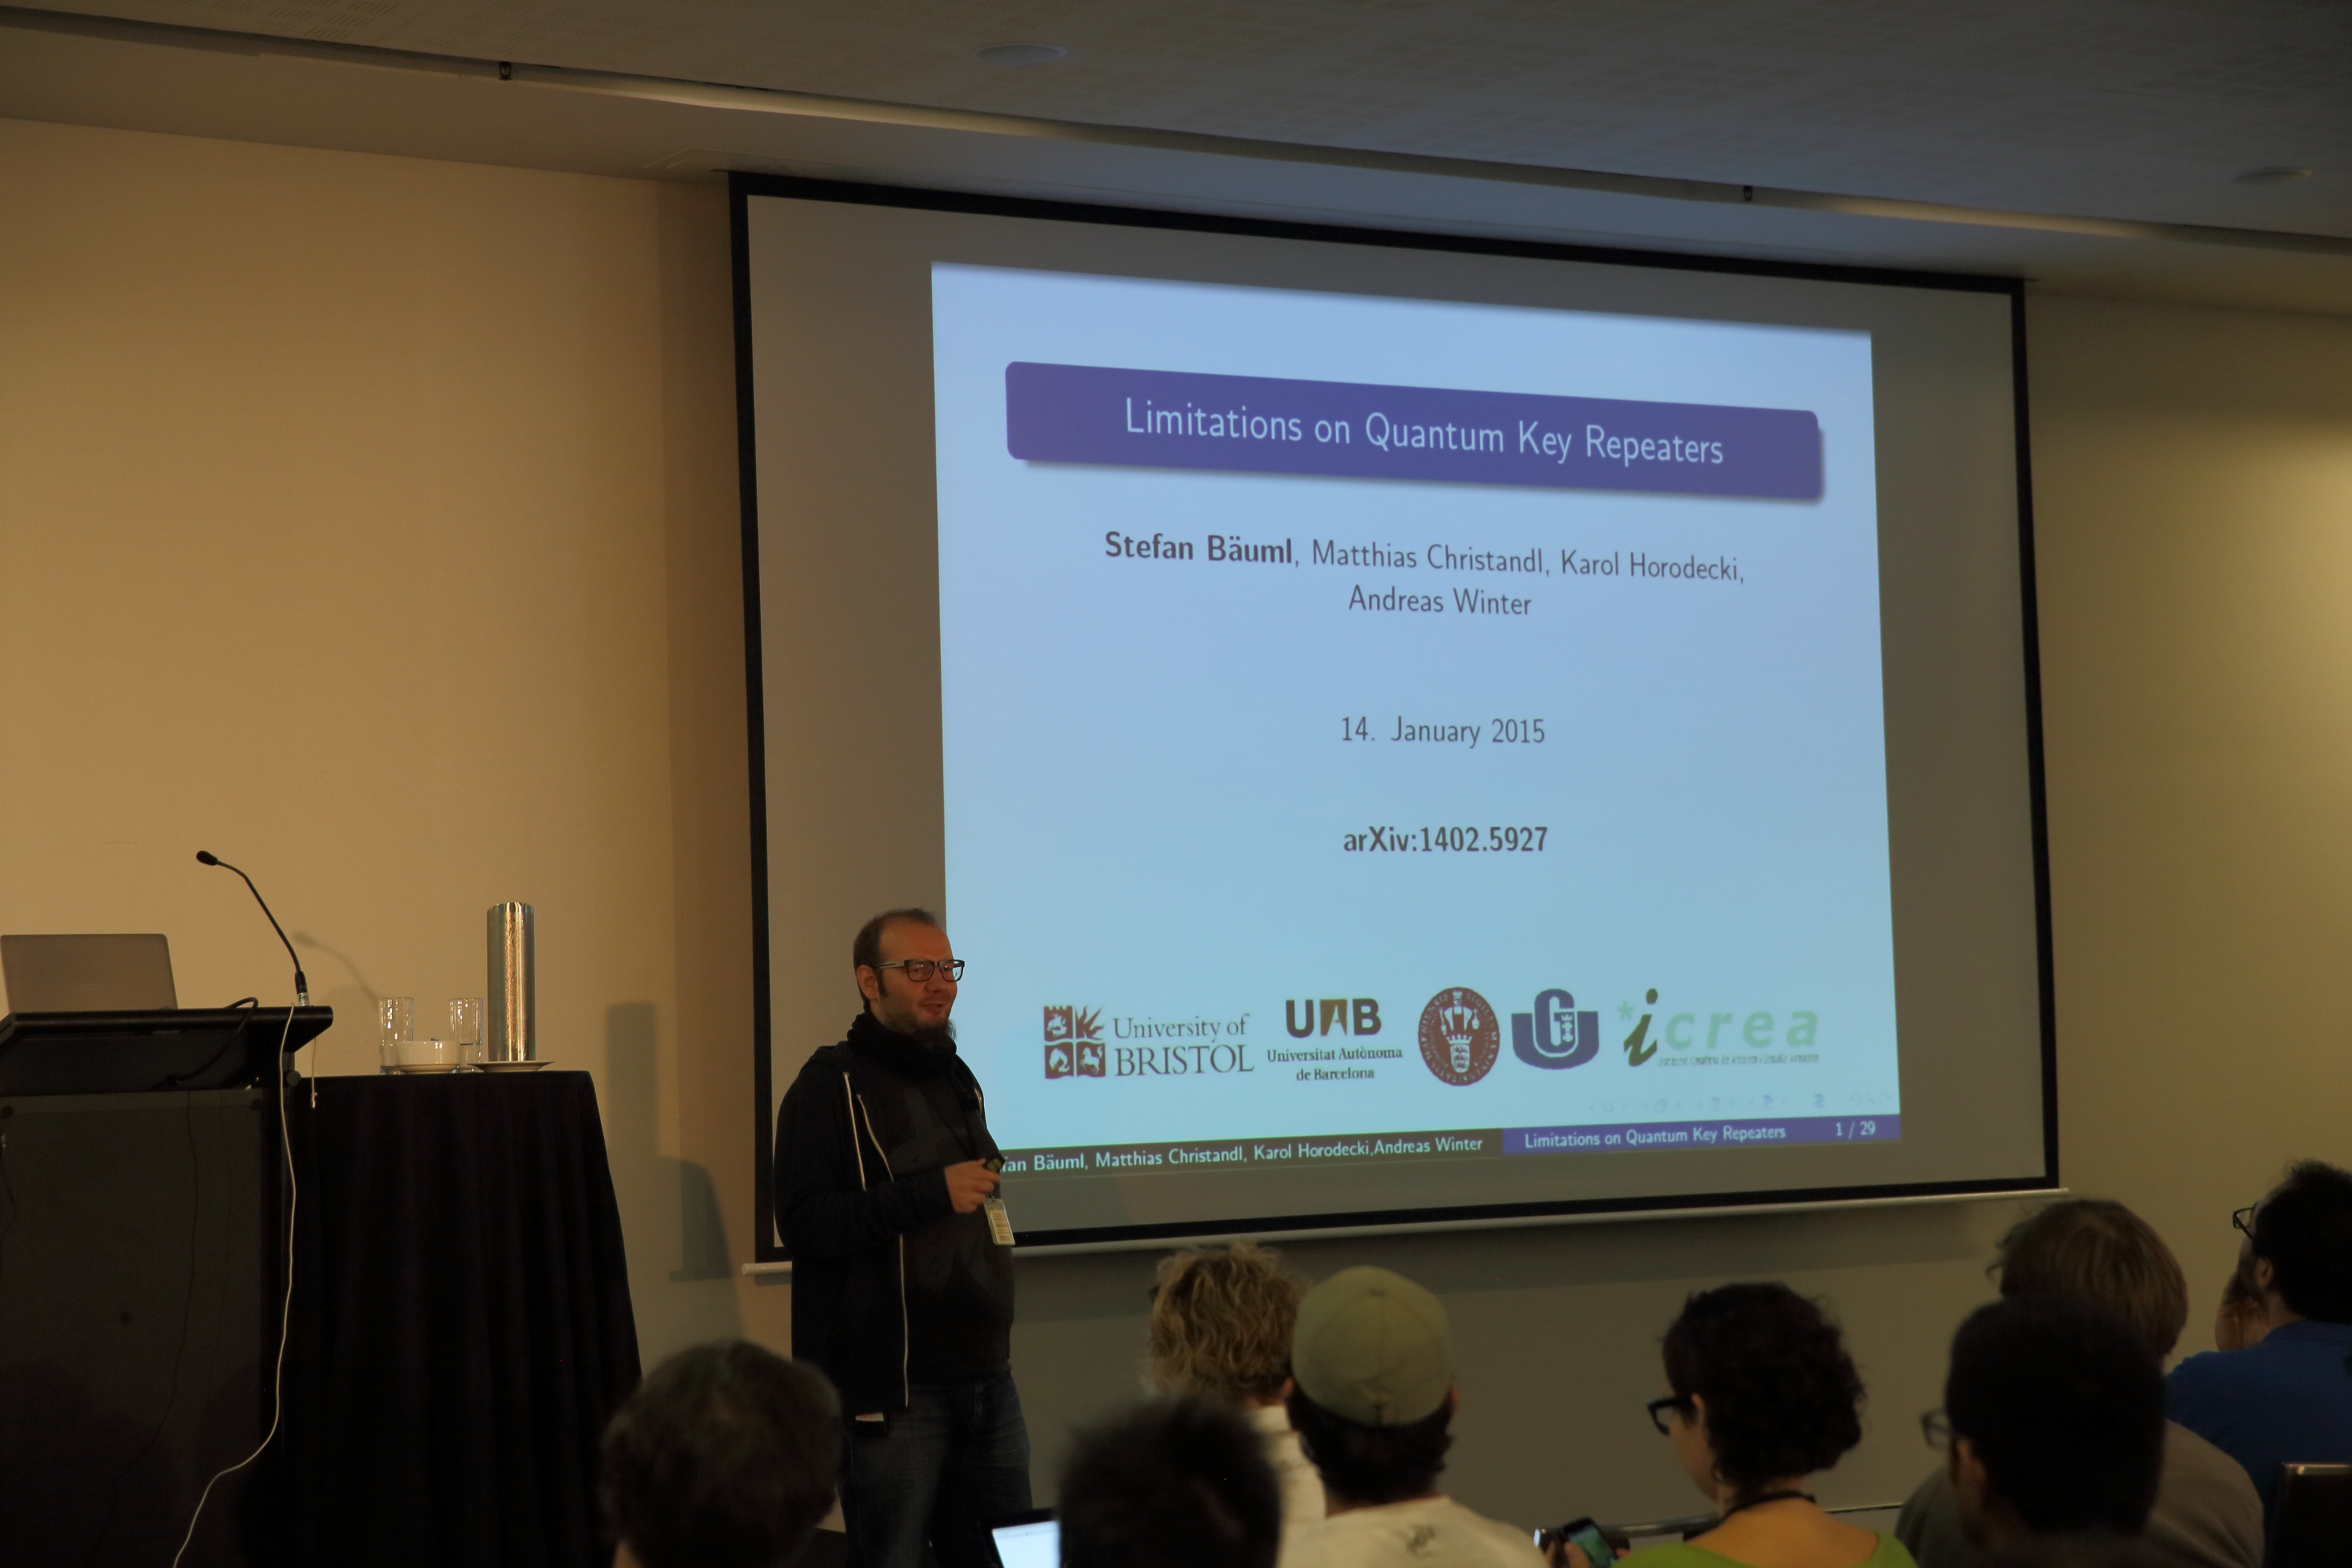 Limitations on Quantum Key Repeaters
Stefan Bäuml, Matthias Christandl, Karol Horodecki,
Andreas Winter
14. January 2015
arXiv:1402.5927
University of
BRISTOL
UAB
Universitat Autònoma
de Barcelona
icrea
fan Bäuml, Matthias Christandl, Karol Horodecki,Andreas Winter
Limitations on Quantum Key Repeaters
1 / 29